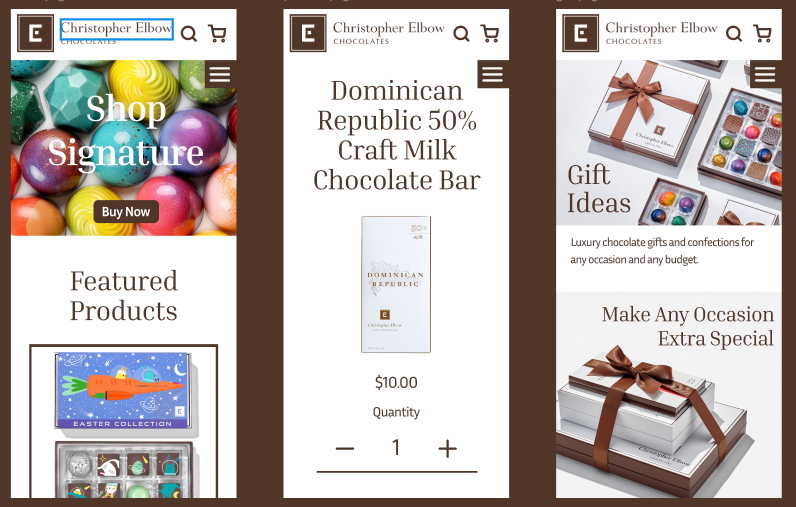 E
Christopher Elbow
CHOCOLATES
Shop
Signature
Buy Now
Featured
Products
E
EASTER COLLECTION
E
Christopher Elbow
CHOCOLATES
Dominican
Republic 50%
Craft Milk
Chocolate Bar
50%
milk
DOMINICAN
REPUBLIC
E
Christopher Elbow
$10.00
Quantity
1
E
Christopher Elbow
CHOCOLATES
E
Christopher Elbow
Gift
Ideas
Luxury chocolate gifts and confections for
any occasion and any budget.
Make Any Occasion
Extra Special
Christopher Elbow